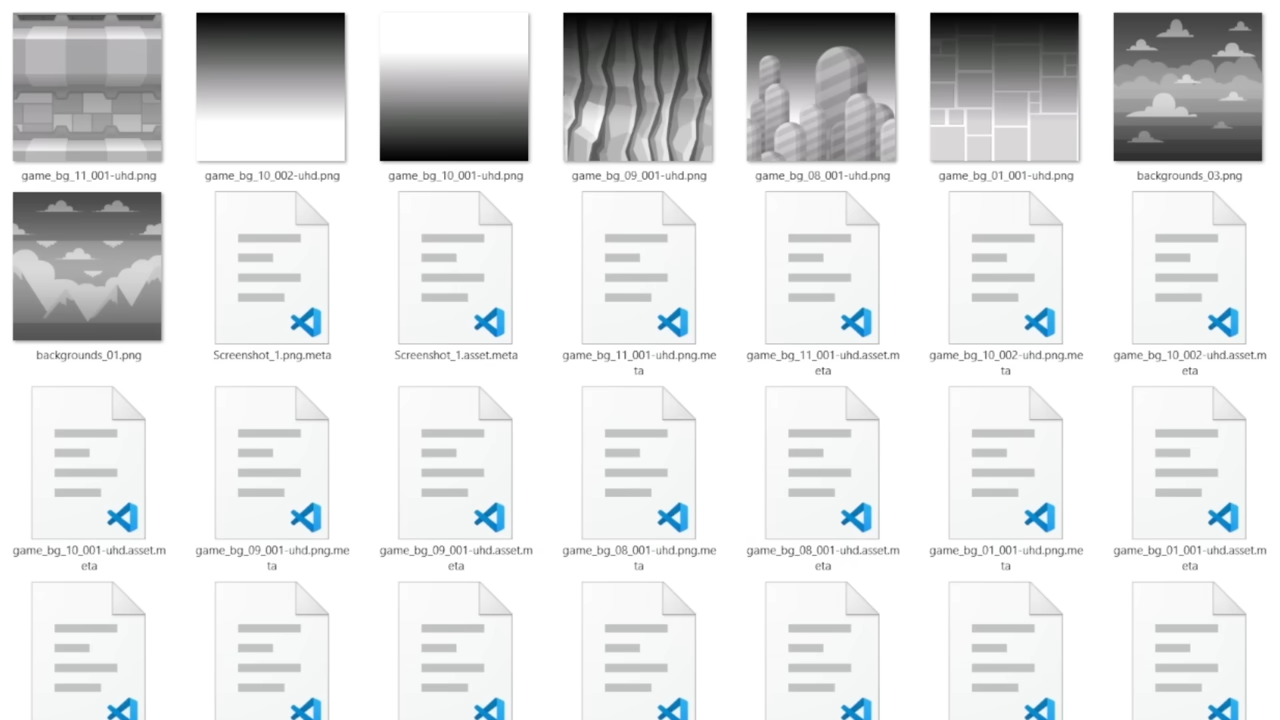 game_bg_11_001-uhd.png
game_bg_10_002-uhd.png
game_bg_10_001-uhd.png
game_bg_09_001-uhd.png
game_bg_08_001-uhd.png
game_bg_01_001-uhd.png
backgrounds_03.png
backgrounds_01.png
Screenshot_1.png.meta
Screenshot_1.asset.meta
game_bg_11_001-uhd.png.me
ta
game_bg_11_001-uhd.asset.m
eta
game_bg_10_002-uhd.png.me
ta
game_bg_10_002-uhd.asset.m
eta
game_bg_10_001-uhd.asset.m
eta
game_bg_09_001-uhd.png.me
ta
game_bg_09_001-uhd.asset.m
eta
game_bg_08_001-uhd.png.me
ta
game_bg_08_001-uhd.asset.m
eta
game_bg_01_001-uhd.png.me
ta
game_bg_01_001-uhd.asset.m
eta